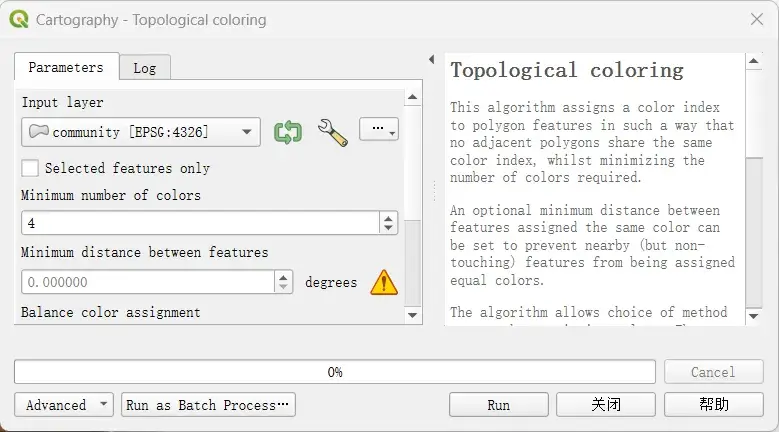 Cartography - Topological coloring
Parameters
Log
Input layer
community [EPSG:4326]
Selected features only
Minimum number of colors
4
Minimum distance between features
0.000000
degrees
Balance color assignment
Topological coloring
This algorithm assigns a color index
to polygon features in such a way that
no adjacent polygons share the same
color index, whilst minimizing the
number of colors required.
An optional minimum distance between
features assigned the same color can
be set to prevent nearby (but non-
touching) features from being assigned
equal colors.
The algorithm allows choice of method
0%
Cancel
Advanced
Run as Batch Process…
Run
关闭
帮助